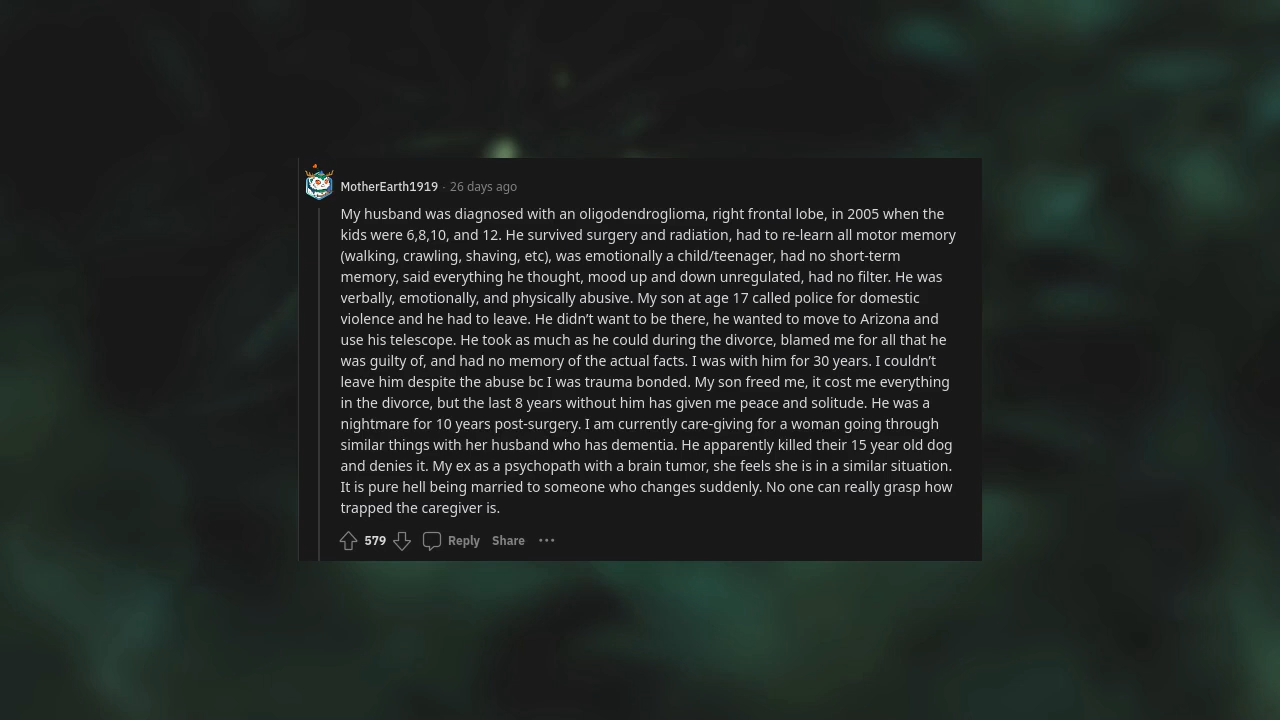 MotherEarth1919 · 26 days ago
My husband was diagnosed with an oligodendroglioma, right frontal lobe, in 2005 when the
kids were 6,8,10, and 12. He survived surgery and radiation, had to re-learn all motor memory
(walking, crawling, shaving, etc), was emotionally a child/teenager, had no short-term
memory, said everything he thought, mood up and down unregulated, had no filter. He was
verbally, emotionally, and physically abusive. My son at age 17 called police for domestic
violence and he had to leave. He didn’t want to be there, he wanted to move to Arizona and
use his telescope. He took as much as he could during the divorce, blamed me for all that he
was guilty of, and had no memory of the actual facts. I was with him for 30 years. I couldn’t
leave him despite the abuse bc I was trauma bonded. My son freed me, it cost me everything
in the divorce, but the last 8 years without him has given me peace and solitude. He was a
nightmare for 10 years post-surgery. I am currently care-giving for a woman going through
similar things with her husband who has dementia. He apparently killed their 15 year old dog
and denies it. My ex as a psychopath with a brain tumor, she feels she is in a similar situation.
It is pure hell being married to someone who changes suddenly. No one can really grasp how
trapped the caregiver is.
579 Reply Share ···